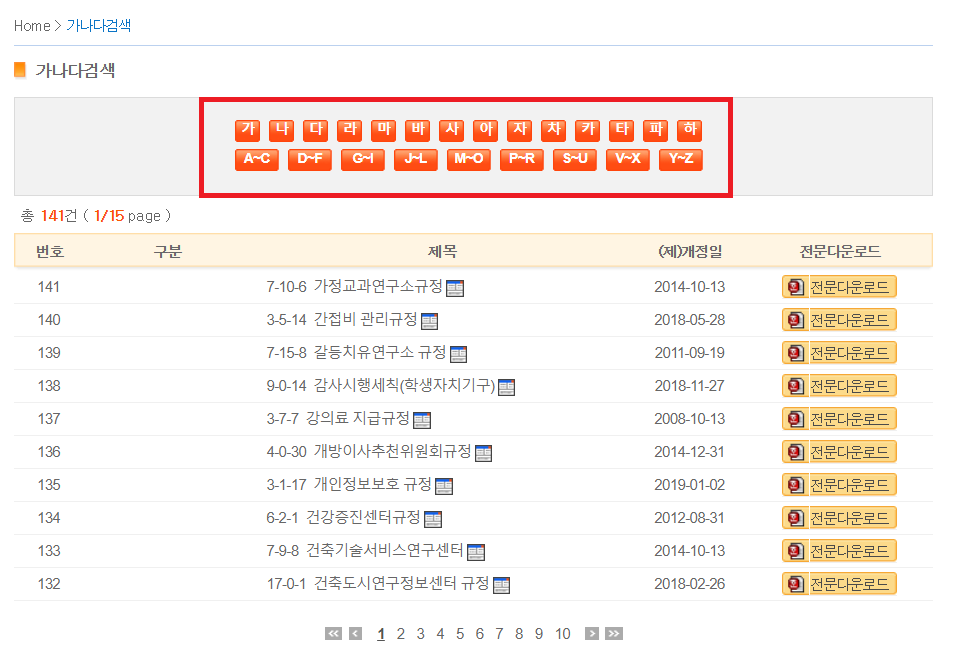 Home > 가나다검색
가나다검색
가 나 다 라 마 바 사 아 자 차 카 타 파 하
A~C D~F G~I J~L M~O P~R S~U V~X Y~Z
총 141건 ( 1/15 page )
번호 구분 제목 (제)개정일 전문다운로드
141 7-10-6 가정교과연구소규정 2014-10-13 전문다운로드
140 3-5-14 간접비 관리규정 2018-05-28 전문다운로드
139 7-15-8 갈등치유연구소 규정 2011-09-19 전문다운로드
138 9-0-14 감사시행세칙(학생자치기구) 2018-11-27 전문다운로드
137 3-7-7 강의료 지급규정 2008-10-13 전문다운로드
136 4-0-30 개방이사추천위원회규정 2014-12-31 전문다운로드
135 3-1-17 개인정보보호 규정 2019-01-02 전문다운로드
134 6-2-1 건강증진센터규정 2012-08-31 전문다운로드
133 7-9-8 건축기술서비스연구센터 2014-10-13 전문다운로드
132 17-0-1 건축도시연구정보센터 규정 2018-02-26 전문다운로드
1 2 3 4 5 6 7 8 9 10